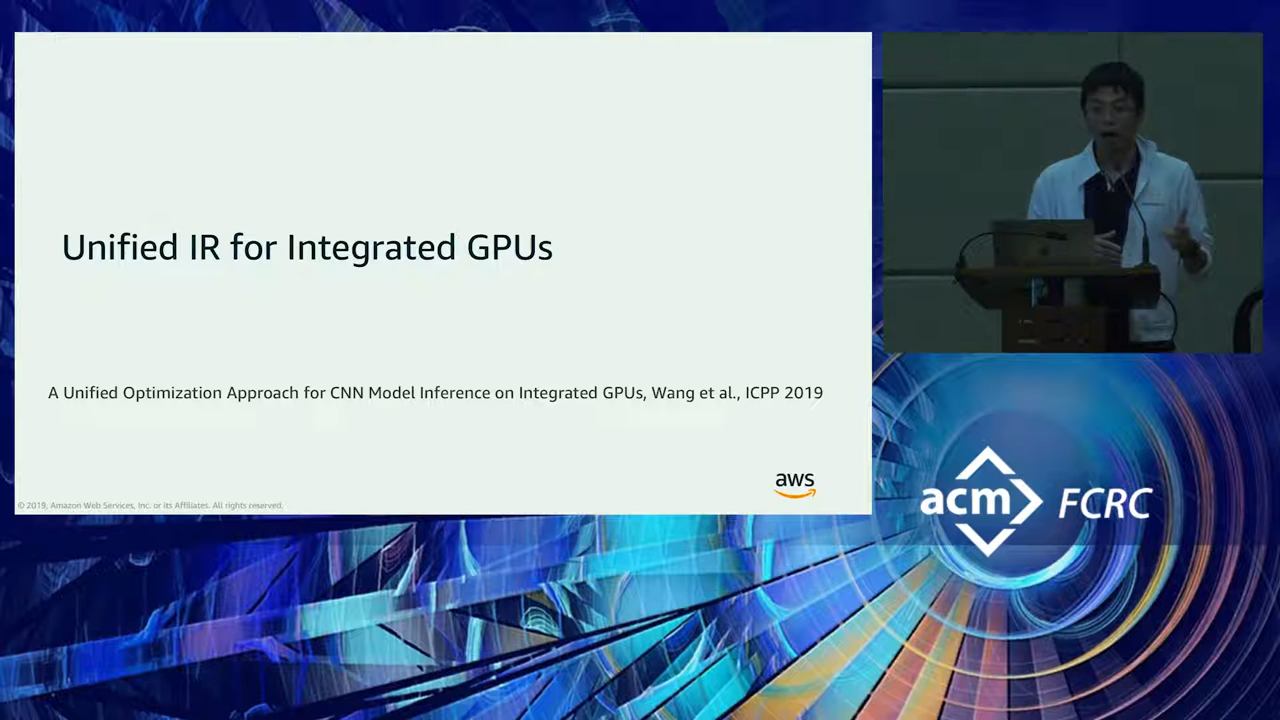 Unified IR for Integrated GPUs
A Unified Optimization Approach for CNN Model Inference on Integrated GPUs, Wang et al., ICPP 2019
aws
© 2019, Amazon Web Services, Inc. or its Affiliates. All rights reserved.
acm FCRC